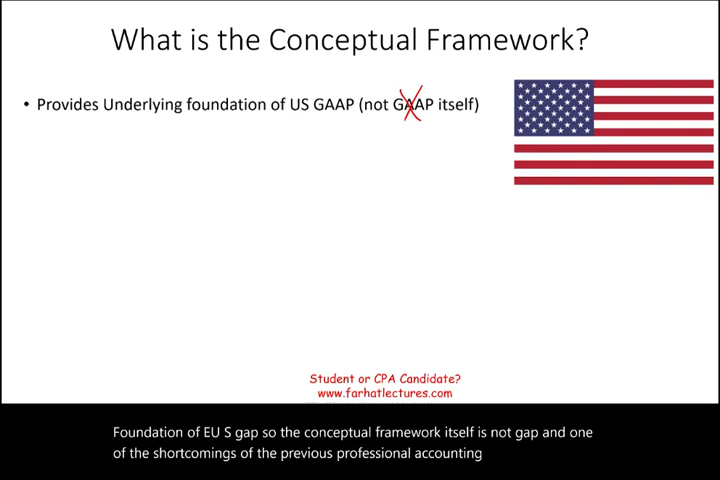 What is the Conceptual Framework?
• Provides Underlying foundation of US GAAP (not GAAP itself)
Student or CPA Candidate?
www.farhatlectures.com
Foundation of EU S gap so the conceptual framework itself is not gap and one
of the shortcomings of the previous professional accounting